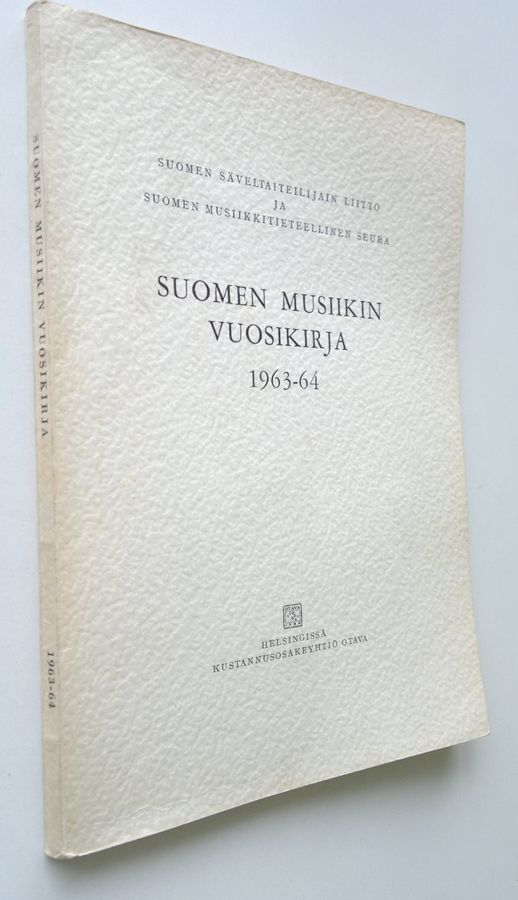 SUOMEN SÄVELTAITEILIJAIN LIITTO
JA
SUOMEN MUSIIKKITIETEELLINEN SEURA
SUOMEN MUSIIKIN
VUOSIKIRJA
1963-64
OTAVA
HELSINGISSÄ
KUSTANNUSOSAKEYHTIÖ OTAVA
SUOMEN MUSIIKIN VUOSIKIRJA
1963-64